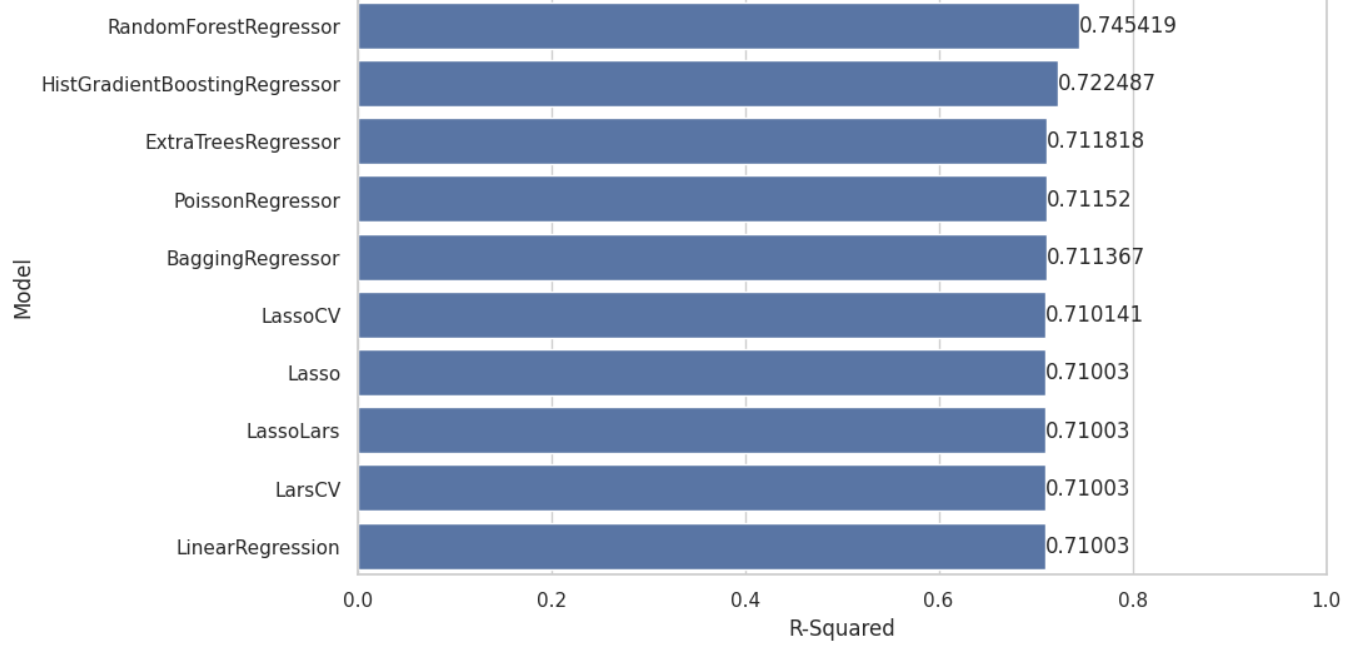 RandomForestRegressor 0.745419
HistGradientBoostingRegressor 0.722487
ExtraTreesRegressor 0.711818
PoissonRegressor 0.71152
BaggingRegressor 0.711367
Model
LassoCV 0.710141
Lasso 0.71003
LassoLars 0.71003
LarsCV 0.71003
LinearRegression 0.71003
0.0 0.2 0.4 0.6 0.8 1.0
R-Squared